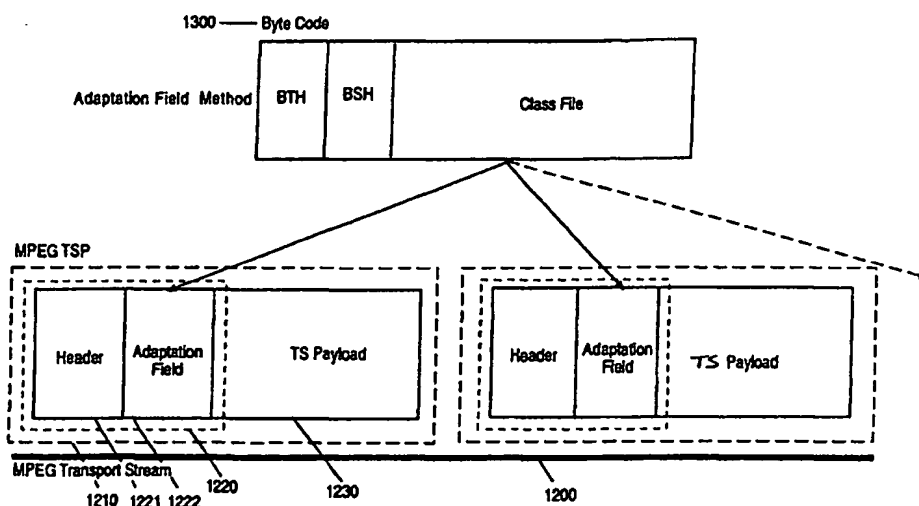 1300 Byte Code
Adaptation Field Method
BTH
BSH
Class File
MPEG TSP
Header
Adaptation
Field
TS Payload
Header
Adaptation
Field
TS Payload
MPEG Transport Stream
1210
1221
1222
1220
1230
1200